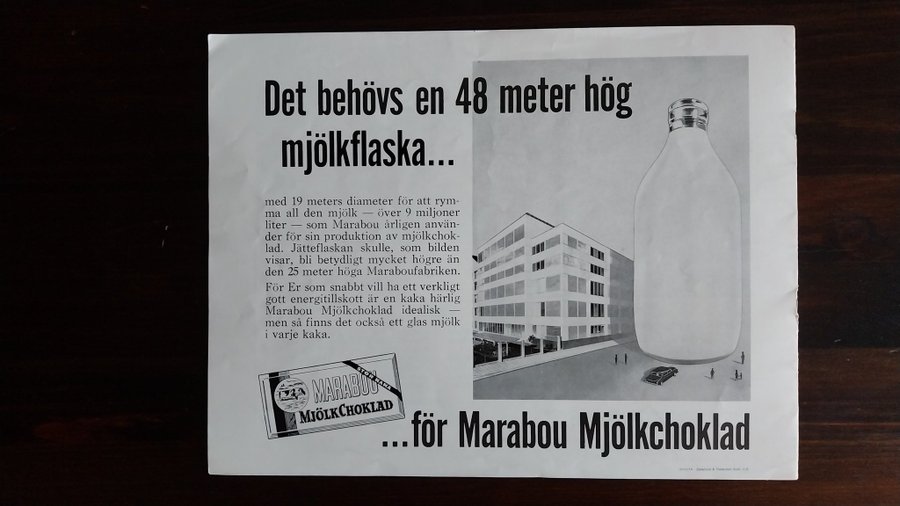 Det behövs en 48 meter hög
mjölkflaska...
med 19 meters diameter för att rym-
ma all den mjölk — över 9 miljoner
liter — som Marabou årligen använ-
der för sin produktion av mjölkchok-
lad. Jätteflaskan skulle, som bilden
visar, bli betydligt mycket högre än
den 25 meter höga Maraboufabriken.
För Er som snabbt vill ha ett verkligt
gott energitillskott är en kaka härlig
Marabou Mjölkchoklad idealisk —
men så finns det också ett glas mjölk
i varje kaka.
MARABOU
MJÖLKCHOKLAD
...för Marabou Mjölkchoklad